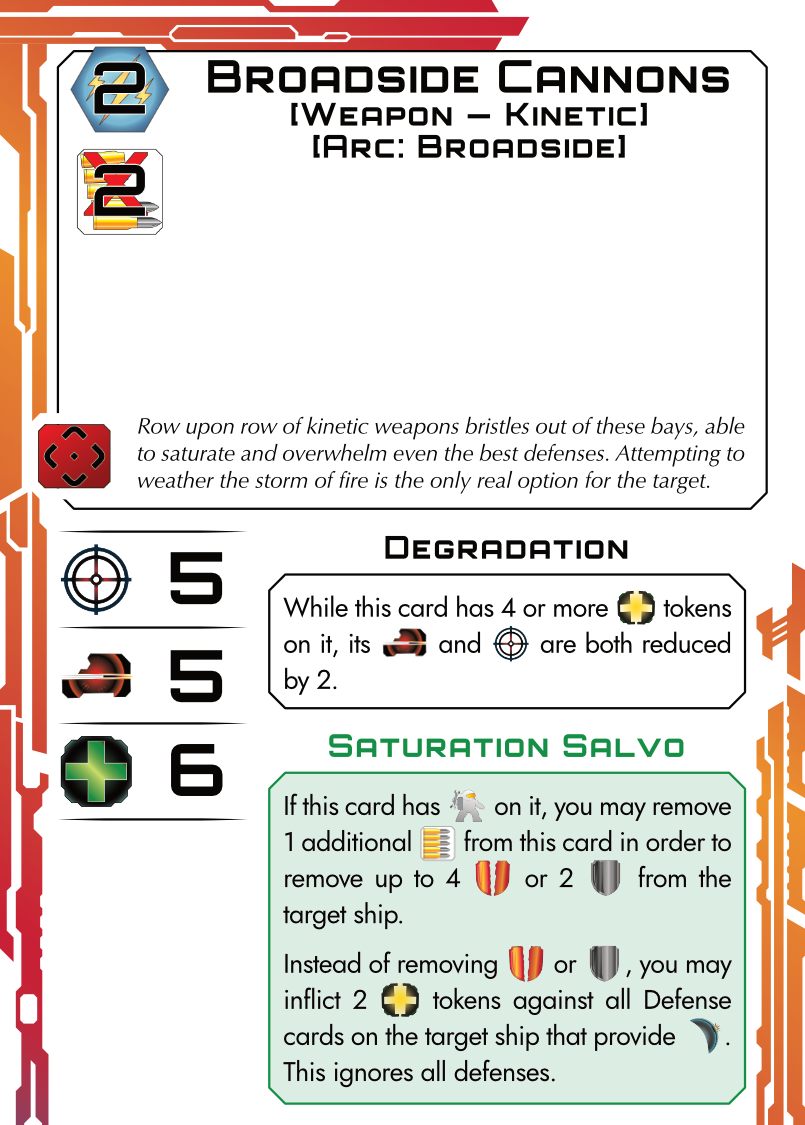 2
Broadside Cannons
[Weapon – Kinetic]
[Arc: Broadside]
2
Row upon row of kinetic weapons bristles out of these bays, able
to saturate and overwhelm even the best defenses. Attempting to
weather the storm of fire is the only real option for the target.
5
5
6
Degradation
While this card has 4 or more tokens
on it, its and are both reduced
by 2.
Saturation Salvo
If this card has on it, you may remove
1 additional from this card in order to
remove up to 4 or 2 from the
target ship.
Instead of removing or , you may
inflict 2 tokens against all Defense
cards on the target ship that provide .
This ignores all defenses.